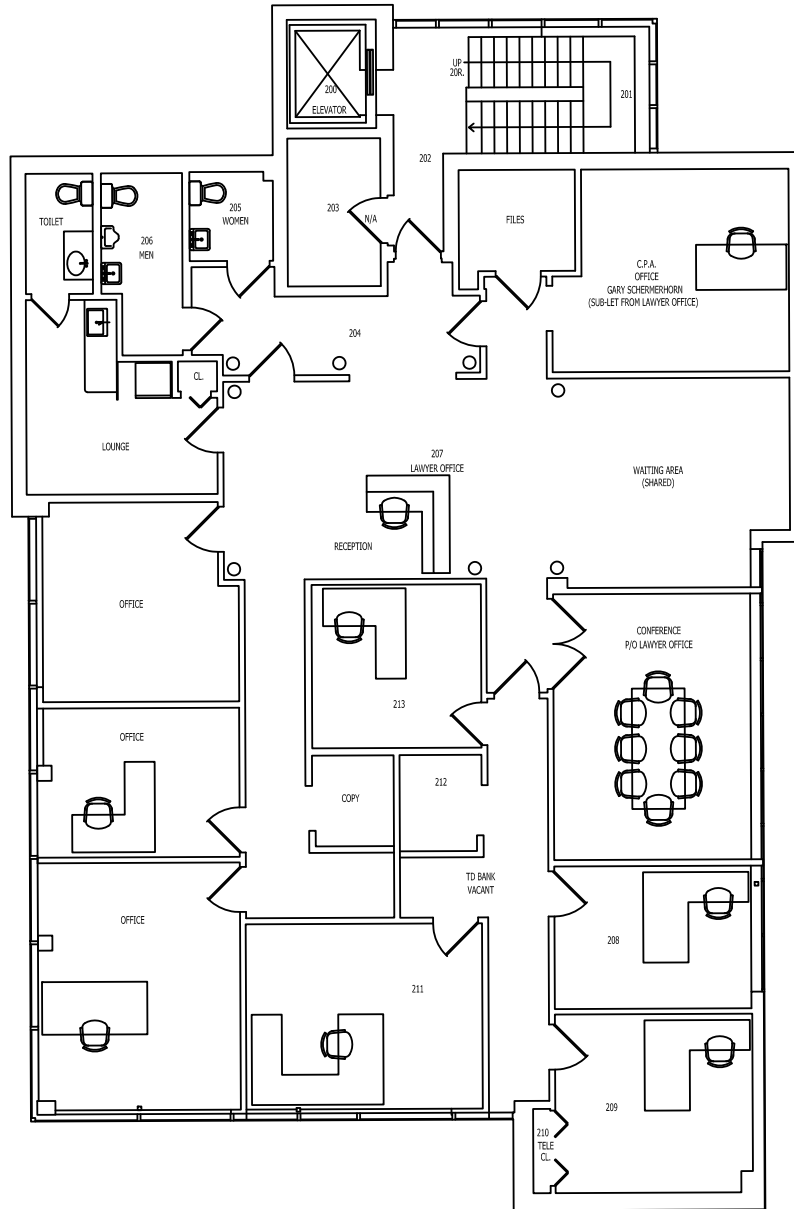 200
ELEVATOR
UP
20R.
201
202
203
N/A
FILES
TOILET
206
MEN
205
WOMEN
C.P.A.
OFFICE
GARY SCHERMERHORN
(SUB-LET FROM LAWYER OFFICE)
204
CL.
LOUNGE
207
LAWYER OFFICE
WAITING AREA
(SHARED)
RECEPTION
OFFICE
CONFERENCE
P/O LAWYER OFFICE
213
OFFICE
COPY
212
TD BANK
VACANT
OFFICE
208
211
209
210
TELE
CL.